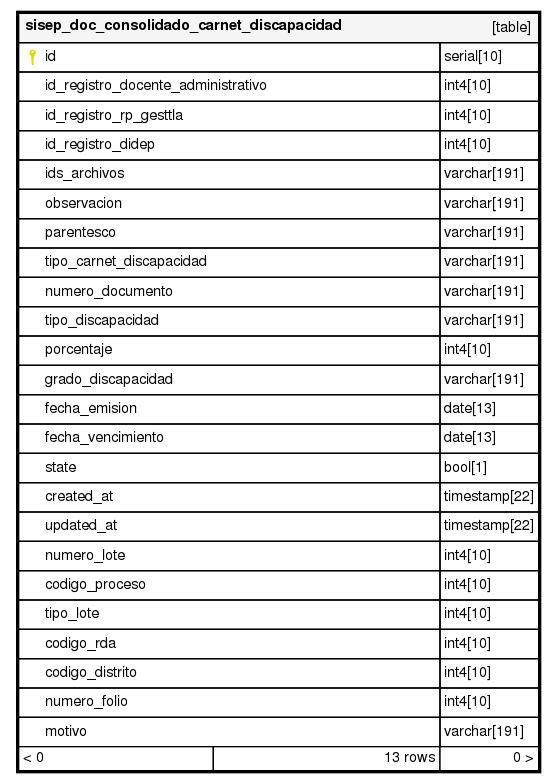 sisep_doc_consolidado_carnet_discapacidad [table]
id serial[10]
id_registro_docente_administrativo int4[10]
id_registro_rp_gesttla int4[10]
id_registro_didep int4[10]
ids_archivos varchar[191]
observacion varchar[191]
parentesco varchar[191]
tipo_carnet_discapacidad varchar[191]
numero_documento varchar[191]
tipo_discapacidad varchar[191]
porcentaje int4[10]
grado_discapacidad varchar[191]
fecha_emision date[13]
fecha_vencimiento date[13]
state bool[1]
created_at timestamp[22]
updated_at timestamp[22]
numero_lote int4[10]
codigo_proceso int4[10]
tipo_lote int4[10]
codigo_rda int4[10]
codigo_distrito int4[10]
numero_folio int4[10]
motivo varchar[191]
< 0 13 rows 0 >